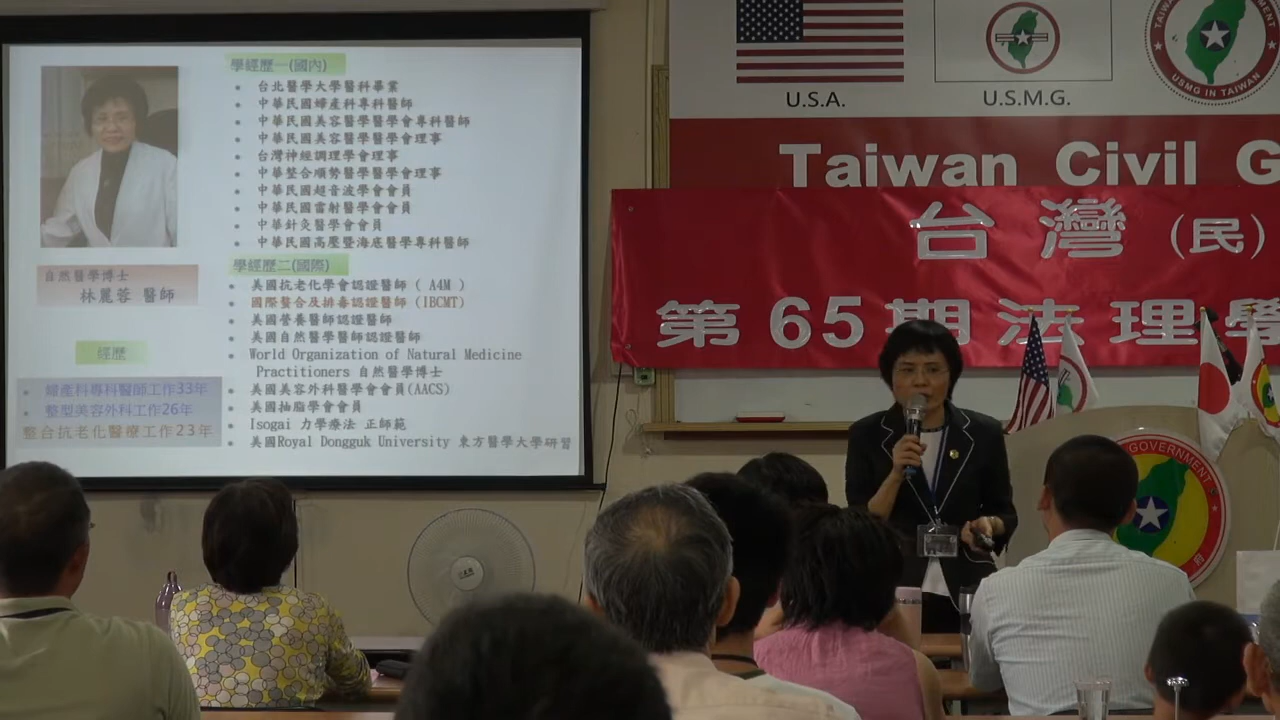 學經歷一(國內)
台北醫學大學醫科畢業
中華民國婦產科專科醫師
中華民國美容醫學醫學會專科醫師
中華民國美容醫學醫學會理事
台灣神經調理學會理事
中華整合順勢醫學醫學會理事
中華民國超音波學會會員
中華民國雷射醫學會會員
中華針灸醫學會會員
中華民國高壓暨海底醫學專科醫師
自然醫學博士
林麗蓉 醫師
學經歷二(國際)
美國抗老化學會認證醫師 ( A4M )
國際螯合及排毒認證醫師 (IBCMT)
美國營養醫師認證醫師
美國自然醫學醫師認證醫師
World Organization of Natural Medicine
Practitioners 自然醫學博士
美國美容外科醫學會會員(AACS)
美國抽脂學會會員
Isogai 力學療法 正師範
美國Royal Dongguk University 東方醫學大學研習
經歷
婦產科專科醫師工作33年
整型美容外科工作26年
整合抗老化醫療工作23年
U.S.A.
U.S.M.G.
USMG IN TAIWAN
Taiwan Civil G
台灣(民)
第65期法理學
GOVERNMENT